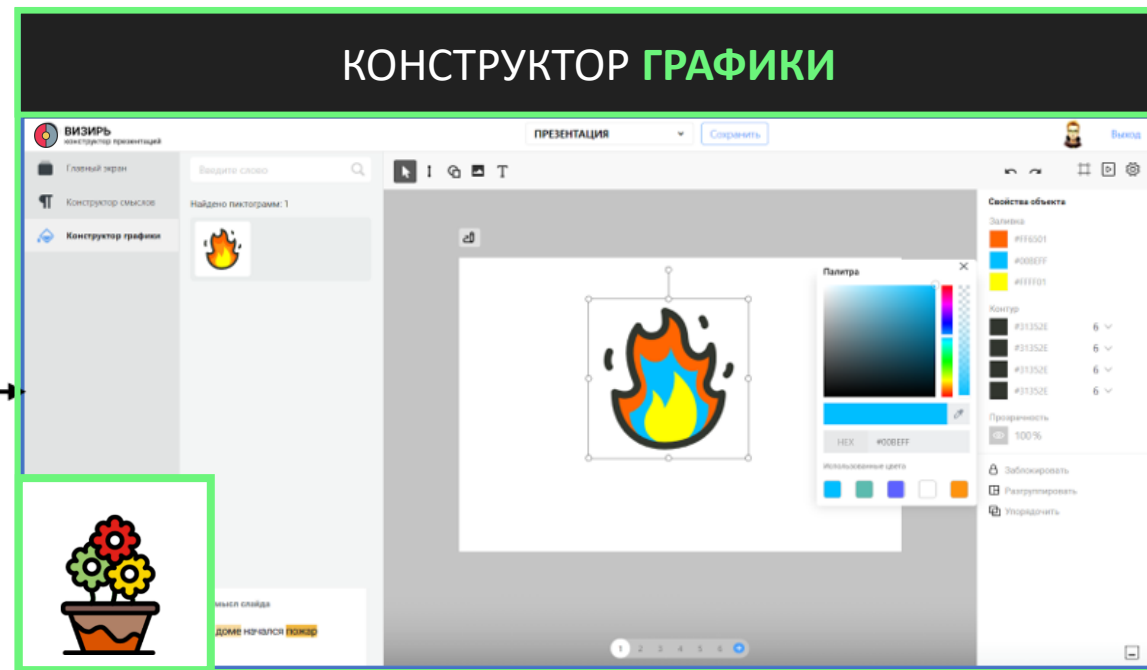 КОНСТРУКТОР ГРАФИКИ
ВИЗИРЬ
конструктор презентаций
ПРЕЗЕНТАЦИЯ
Сохранить
Выход
Главный экран
Конструктор смыслов
Конструктор графики
Введите слово
Найдено пиктограмм: 1
T
Палитра
HEX #00BEFF
Использованные цвета
Свойства объекта
Заливка
#FF6501
#00BEFF
#FFFF01
Контур
#31352E 6
#31352E 6
#31352E 6
#31352E 6
Прозрачность
100%
Заблокировать
Разгруппировать
Упорядочить
слайда
доме начался пожар
1 2 3 4 5 6